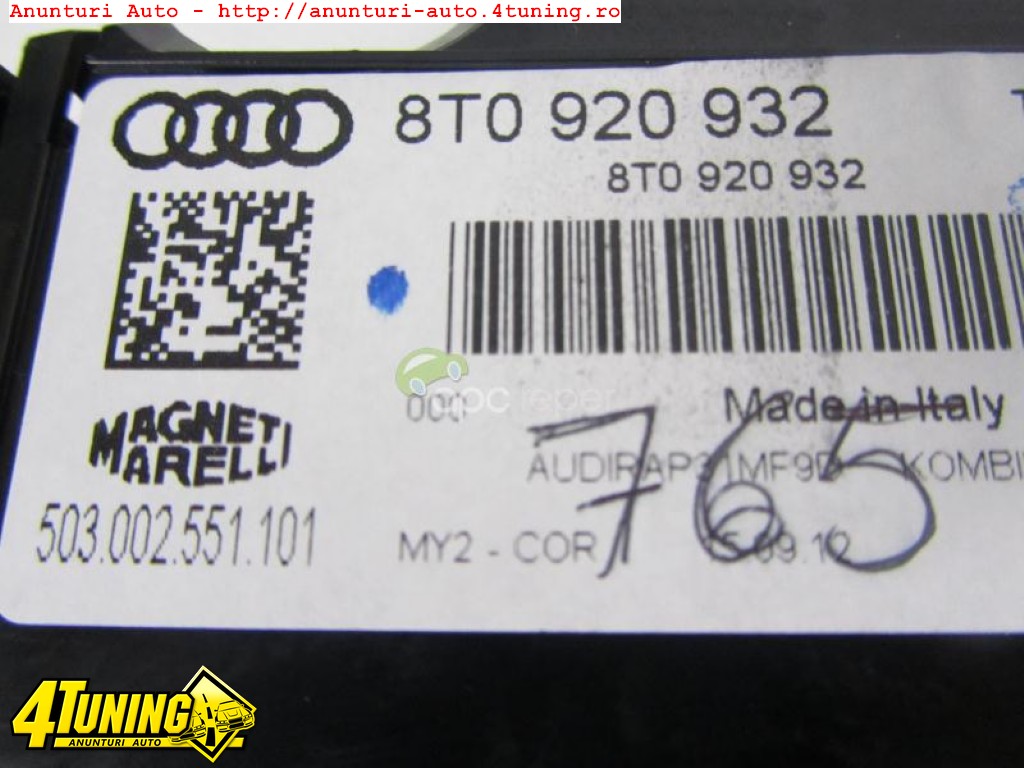 Anunturi Auto - http://anunturi-auto.4tuning.ro
8T0 920 932
8T0 920 932
Made in Italy
MAGNETI
MARELLI
503.002.551.101
MY2 - COR
765
4TUNING
ANUNTURI AUTO